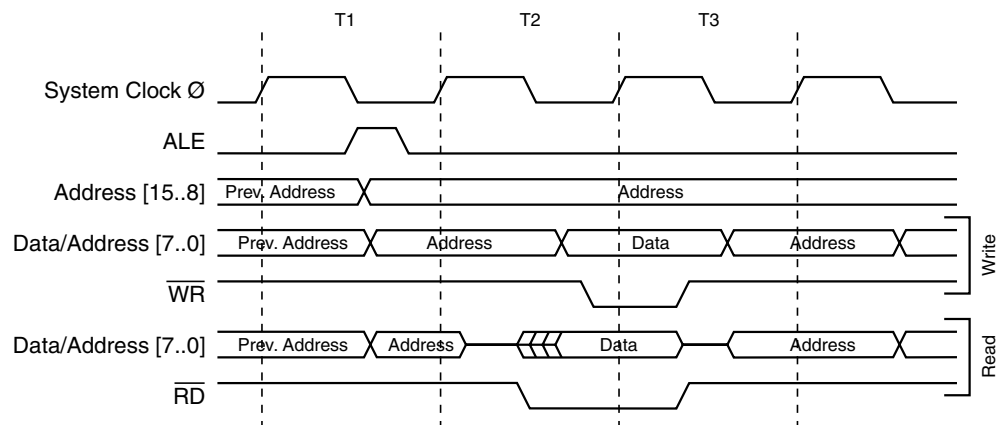 T1 T2 T3
System Clock Ø
ALE
Address [15..8] Prev. Address Address
Data/Address [7..0] Prev. Address Address Data Address
WR
Write
Data/Address [7..0] Prev. Address Address Data Address
RD
Read